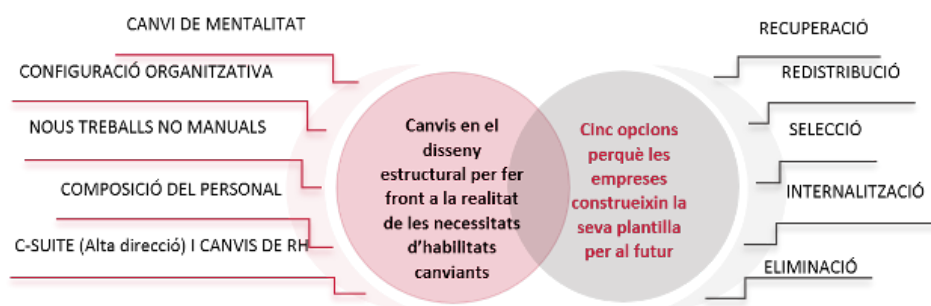 CANVI DE MENTALITAT
CONFIGURACIÓ ORGANITZATIVA
NOUS TREBALLS NO MANUALS
COMPOSICIÓ DEL PERSONAL
C-SUITE (Alta direcció) I CANVIS DE RH
Canvis en el
disseny
estructural per fer
front a la realitat
de les necessitats
d'habilitats
canviants
Cinc opcions
perquè les
empreses
construeixin la
seva plantilla
per al futur
RECUPERACIÓ
REDISTRIBUCIÓ
SELECCIÓ
INTERNALITZACIÓ
ELIMINACIÓ